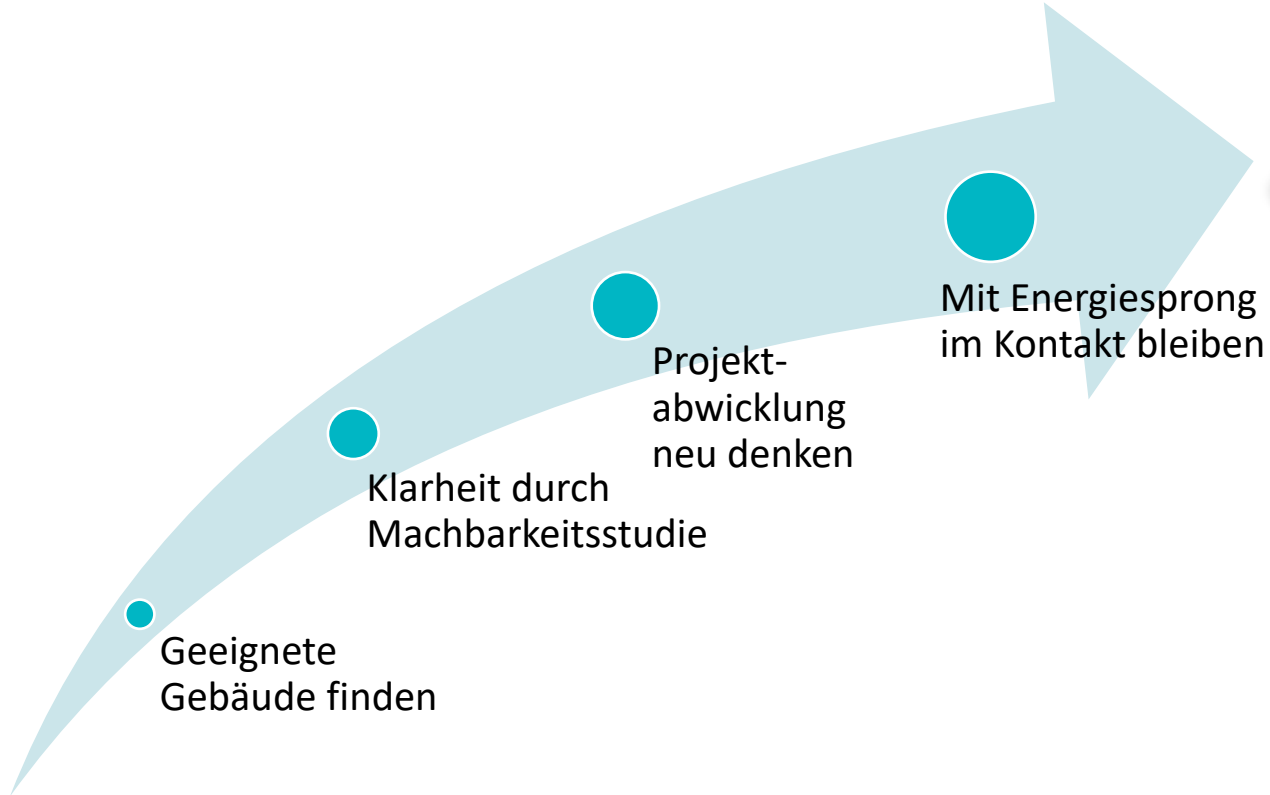 Geeignete
Gebäude finden
Klarheit durch
Machbarkeitsstudie
Projekt-
abwicklung
neu denken
Mit Energiesprong
im Kontakt bleiben